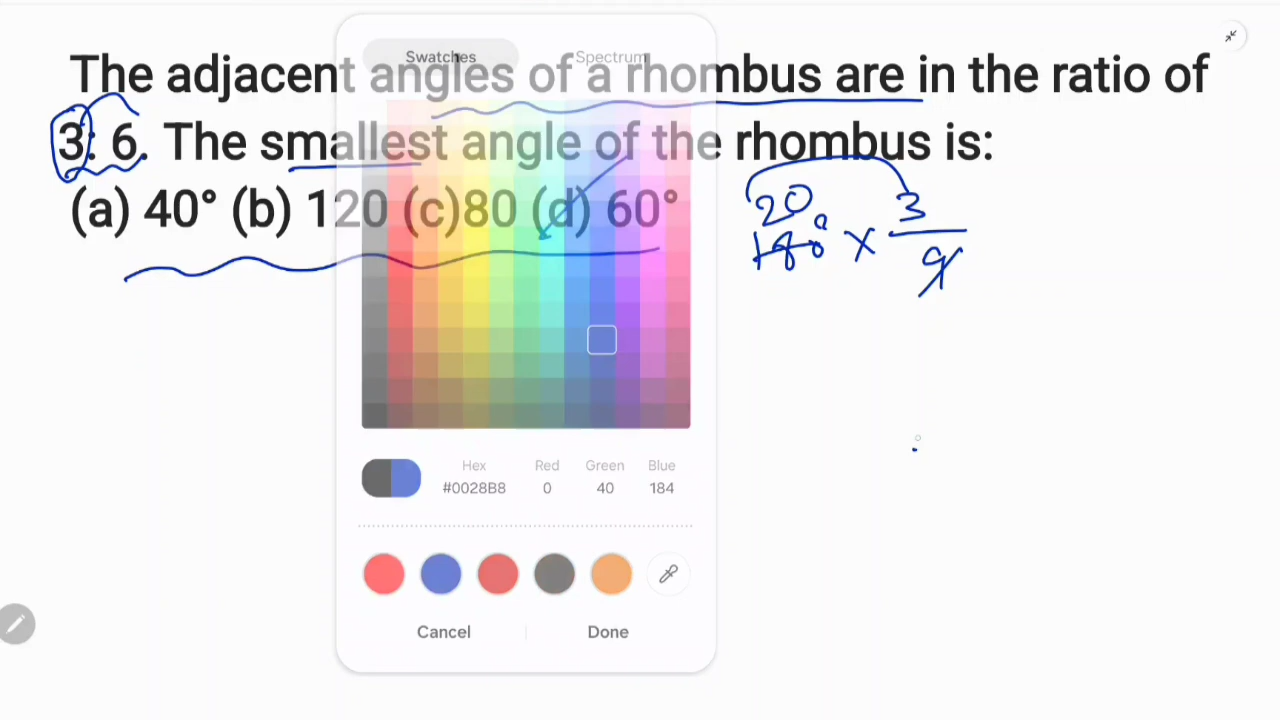 The adjacent angles of a rhombus are in the ratio of
3: 6. The smallest angle of the rhombus is:
(a) 40° (b) 120 (c)80 (d) 60°
20 3
180° × 9
Swatches Spectrum
Hex Red Green Blue
#0028B8 0 40 184
Cancel Done